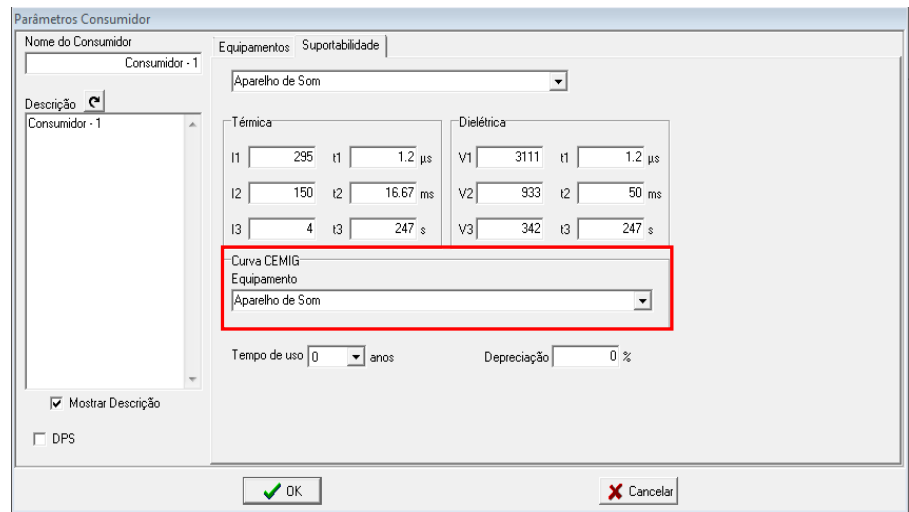 Parâmetros Consumidor
Nome do Consumidor
Consumidor - 1
Descrição
Consumidor - 1
Mostrar Descrição
DPS
Equipamentos Suportabilidade
Aparelho de Som
Térmica
I1 295 t1 1.2 µs
I2 150 t2 16.67 ms
I3 4 t3 247 s
Dielétrica
V1 3111 t1 1.2 µs
V2 933 t2 50 ms
V3 342 t3 247 s
Curva CEMIG
Equipamento
Aparelho de Som
Tempo de uso 0 anos Depreciação 0 %
OK Cancelar